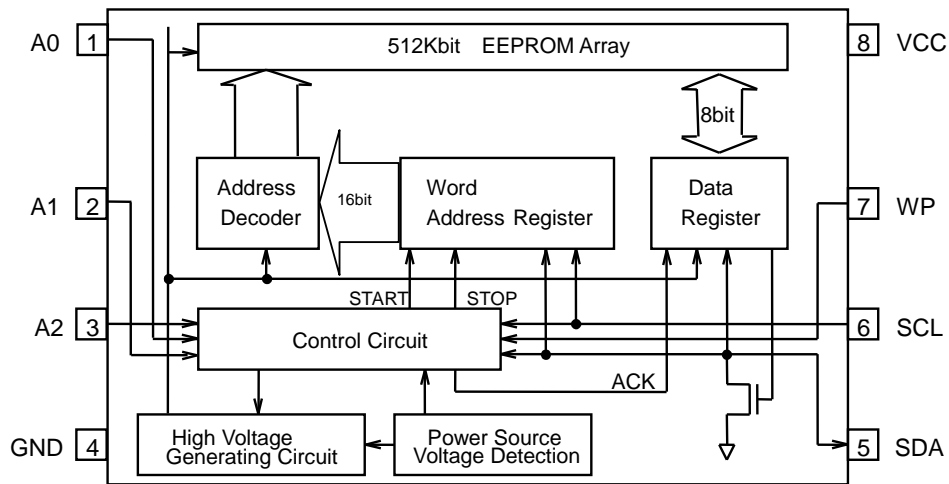 A0 1
512Kbit EEPROM Array
8 VCC
8bit
A1 2
Address
Decoder
16bit
Word
Address Register
Data
Register
7 WP
START
STOP
A2 3
Control Circuit
6 SCL
ACK
GND 4
High Voltage
Generating Circuit
Power Source
Voltage Detection
5 SDA